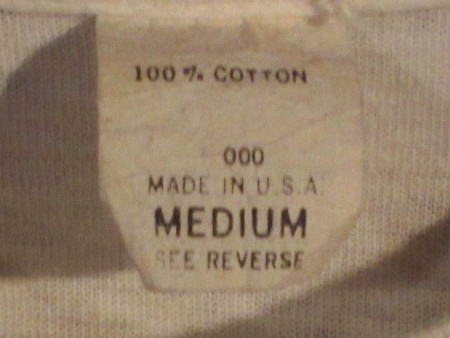 100% COTTON
000
MADE IN U.S.A.
MEDIUM
SEE REVERSE